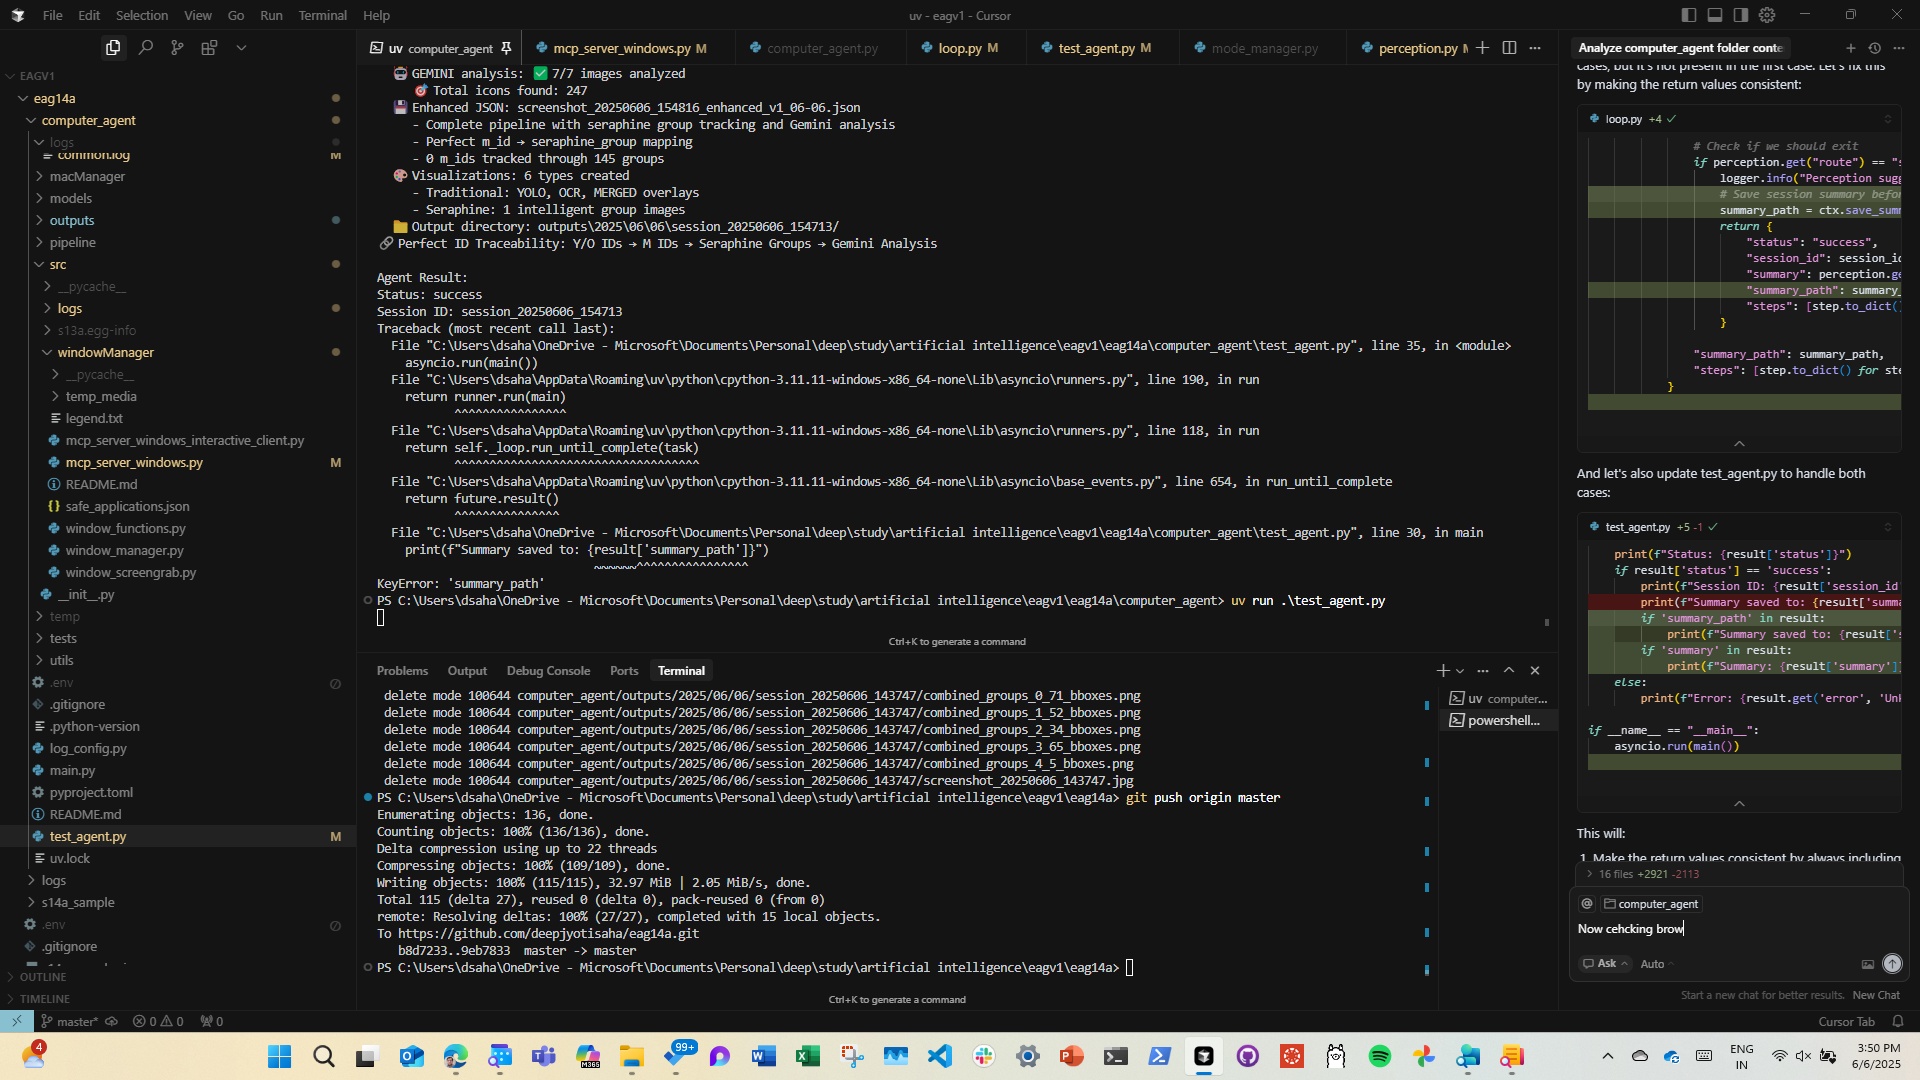 File Edit Selection View Go Run Terminal Help
uv - eagv1 - Cursor
EAGV1
eag14a
computer_agent
logs
common.log M
macManager
models
outputs
pipeline
src
__pycache__
logs
s13a.egg-info
windowManager
__pycache__
temp_media
legend.txt
mcp_server_windows_interactive_client.py
mcp_server_windows.py M
README.md
safe_applications.json
window_functions.py
window_manager.py
window_screengrab.py
__init__.py
temp
tests
utils
.env
.gitignore
.python-version
log_config.py
main.py
pyproject.toml
README.md
test_agent.py M
uv.lock
logs
s14a_sample
.env
.gitignore
OUTLINE
TIMELINE
uv computer_agent
mcp_server_windows.py M
computer_agent.py
loop.py M
test_agent.py M
mode_manager.py
perception.py
GEMINI analysis: ✅ 7/7 images analyzed
🎯 Total icons found: 247
💾 Enhanced JSON: screenshot_20250606_154816_enhanced_v1_06-06.json
- Complete pipeline with seraphine group tracking and Gemini analysis
- Perfect m_id → seraphine_group mapping
- 0 m_ids tracked through 145 groups
🎨 Visualizations: 6 types created
- Traditional: YOLO, OCR, MERGED overlays
- Seraphine: 1 intelligent group images
📁 Output directory: outputs\2025\06\06\session_20250606_154713/
🔗 Perfect ID Traceability: Y/O IDs → M IDs → Seraphine Groups → Gemini Analysis
Agent Result:
Status: success
Session ID: session_20250606_154713
Traceback (most recent call last):
File "C:\Users\dsaha\OneDrive - Microsoft\Documents\Personal\deep\study\artificial intelligence\eagv1\eag14a\computer_agent\test_agent.py", line 35, in <module>
asyncio.run(main())
File "C:\Users\dsaha\AppData\Roaming\uv\python\cpython-3.11.11-windows-x86_64-none\Lib\asyncio\runners.py", line 190, in run
return runner.run(main)
^^^^^^^^^^^^^^^^
File "C:\Users\dsaha\AppData\Roaming\uv\python\cpython-3.11.11-windows-x86_64-none\Lib\asyncio\runners.py", line 118, in run
return self._loop.run_until_complete(task)
^^^^^^^^^^^^^^^^^^^^^^^^^^^^^^^^^^^
File "C:\Users\dsaha\AppData\Roaming\uv\python\cpython-3.11.11-windows-x86_64-none\Lib\asyncio\base_events.py", line 654, in run_until_complete
return future.result()
^^^^^^^^^^^^^^^
File "C:\Users\dsaha\OneDrive - Microsoft\Documents\Personal\deep\study\artificial intelligence\eagv1\eag14a\computer_agent\test_agent.py", line 30, in main
print(f"Summary saved to: {result['summary_path']}")
~~~~~~^^^^^^^^^^^^^^^^
KeyError: 'summary_path'
PS C:\Users\dsaha\OneDrive - Microsoft\Documents\Personal\deep\study\artificial intelligence\eagv1\eag14a\computer_agent> uv run .\test_agent.py
Ctrl+K to generate a command
Problems Output Debug Console Ports Terminal
delete mode 100644 computer_agent/outputs/2025/06/06/session_20250606_143747/combined_groups_0_71_bboxes.png
delete mode 100644 computer_agent/outputs/2025/06/06/session_20250606_143747/combined_groups_1_52_bboxes.png
delete mode 100644 computer_agent/outputs/2025/06/06/session_20250606_143747/combined_groups_2_34_bboxes.png
delete mode 100644 computer_agent/outputs/2025/06/06/session_20250606_143747/combined_groups_3_65_bboxes.png
delete mode 100644 computer_agent/outputs/2025/06/06/session_20250606_143747/combined_groups_4_5_bboxes.png
delete mode 100644 computer_agent/outputs/2025/06/06/session_20250606_143747/screenshot_20250606_143747.jpg
PS C:\Users\dsaha\OneDrive - Microsoft\Documents\Personal\deep\study\artificial intelligence\eagv1\eag14a> git push origin master
Enumerating objects: 136, done.
Counting objects: 100% (136/136), done.
Delta compression using up to 22 threads
Compressing objects: 100% (109/109), done.
Writing objects: 100% (115/115), 32.97 MiB | 2.05 MiB/s, done.
Total 115 (delta 27), reused 0 (delta 0), pack-reused 0 (from 0)
remote: Resolving deltas: 100% (27/27), completed with 15 local objects.
To https://github.com/deepjyotisaha/eag14a.git
b8d7233..9eb7833 master -> master
PS C:\Users\dsaha\OneDrive - Microsoft\Documents\Personal\deep\study\artificial intelligence\eagv1\eag14a>
Ctrl+K to generate a command
uv computer...
powershell...
Analyze computer_agent folder conte
cases, but it's not present in the first case. Let's fix this
by making the return values consistent:
loop.py +4
# Check if we should exit
if perception.get("route") == "s
logger.info("Perception sugg
# Save session summary befor
summary_path = ctx.save_summ
return {
"status": "success",
"session_id": session_id
"summary": perception.ge
"summary_path": summary_
"steps": [step.to_dict()
}
"summary_path": summary_path,
"steps": [step.to_dict() for ste
}
And let's also update test_agent.py to handle both
cases:
test_agent.py +5 -1
print(f"Status: {result['status']}")
if result['status'] == 'success':
print(f"Session ID: {result['session_id
print(f"Summary saved to: {result['summa
if 'summary_path' in result:
print(f"Summary saved to: {result['s
if 'summary' in result:
print(f"Summary: {result['summary']}
else:
print(f"Error: {result.get('error', 'Unk
if __name__ == "__main__":
asyncio.run(main())
This will:
1. Make the return values consistent by always including
16 files +2921 -2113
@ computer_agent
Now cehcking brow
Ask Auto
Start a new chat for better results. New Chat
master* 0 0 0
Cursor Tab
4
99+
M365
ENG
IN
3:50 PM
6/6/2025